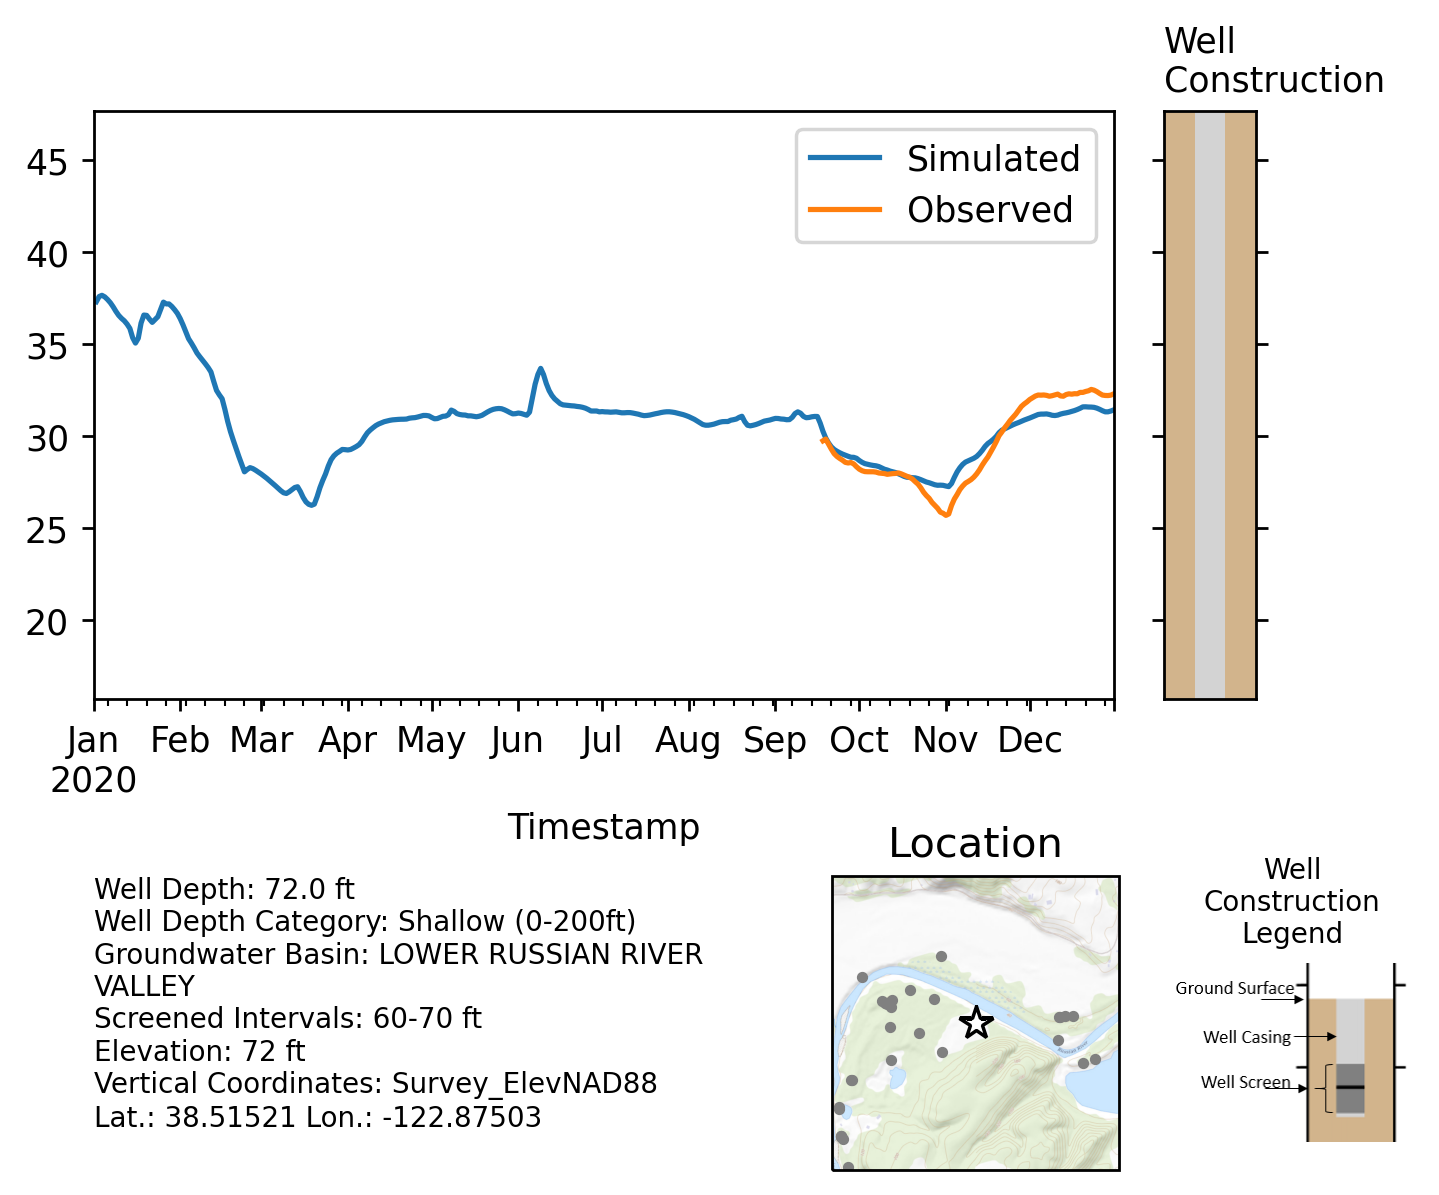 Well
Construction
45
40
35
30
25
20
Simulated
Observed
Jan Feb Mar Apr May Jun Jul Aug Sep Oct Nov Dec
2020
Timestamp
Well Depth: 72.0 ft
Well Depth Category: Shallow (0-200ft)
Groundwater Basin: LOWER RUSSIAN RIVER
VALLEY
Screened Intervals: 60-70 ft
Elevation: 72 ft
Vertical Coordinates: Survey_ElevNAD88
Lat.: 38.51521 Lon.: -122.87503
Location
Well
Construction
Legend
Ground Surface
Well Casing
Well Screen